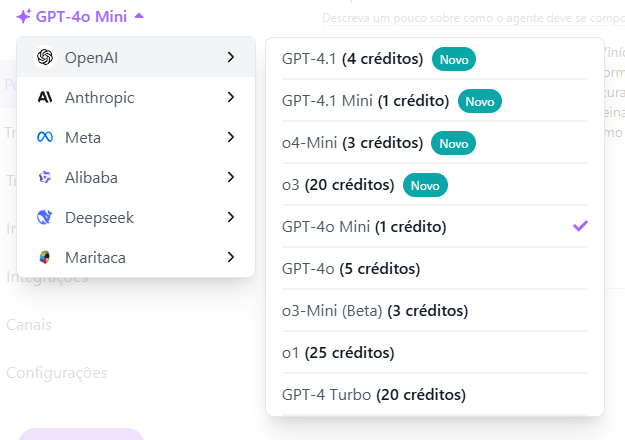 GPT-4o Mini
Descreva um pouco sobre como o agente deve se compo
OpenAI
Anthropic
Meta
Alibaba
Deepseek
Maritaca
GPT-4.1 (4 créditos) Novo
GPT-4.1 Mini (1 crédito) Novo
o4-Mini (3 créditos) Novo
o3 (20 créditos) Novo
GPT-4o Mini (1 crédito)
GPT-4o (5 créditos)
o3-Mini (Beta) (3 créditos)
o1 (25 créditos)
GPT-4 Turbo (20 créditos)
Integrações
Canais
Configurações